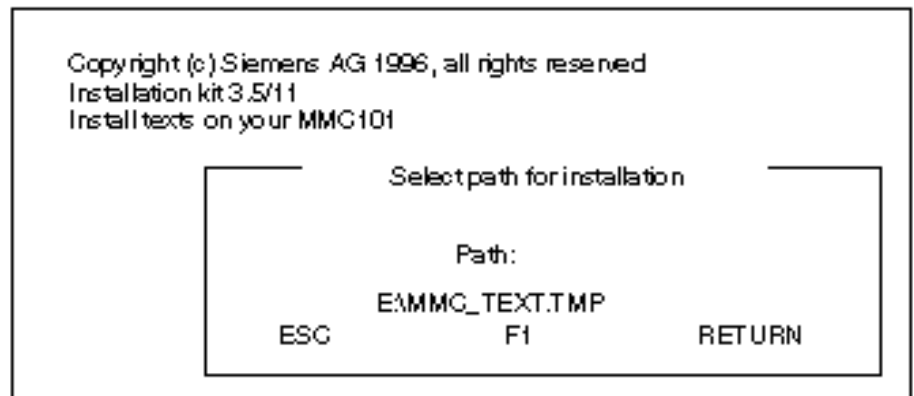 Copyright (c) Siemens AG 1996, all rights reserved
Installation kit 3.5/11
Install texts on your MMC101
Select path for installation
Path:
E:\MMC_TEXT.TMP
ESC F1 RETURN